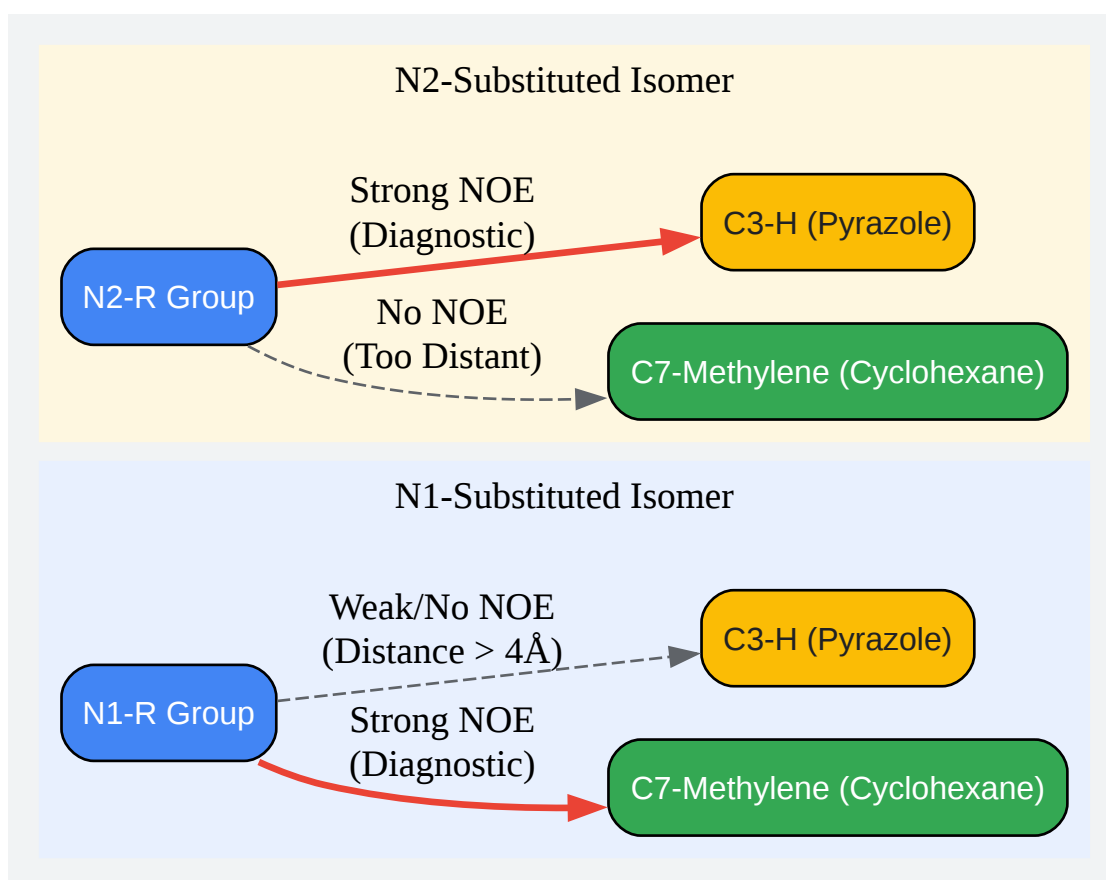 N2-Substituted Isomer
Strong NOE
(Diagnostic)
C3-H (Pyrazole)
N2-R Group
No NOE
(Too Distant)
C7-Methylene (Cyclohexane)
N1-Substituted Isomer
Weak/No NOE
(Distance > 4Å)
C3-H (Pyrazole)
N1-R Group
Strong NOE
(Diagnostic)
C7-Methylene (Cyclohexane)